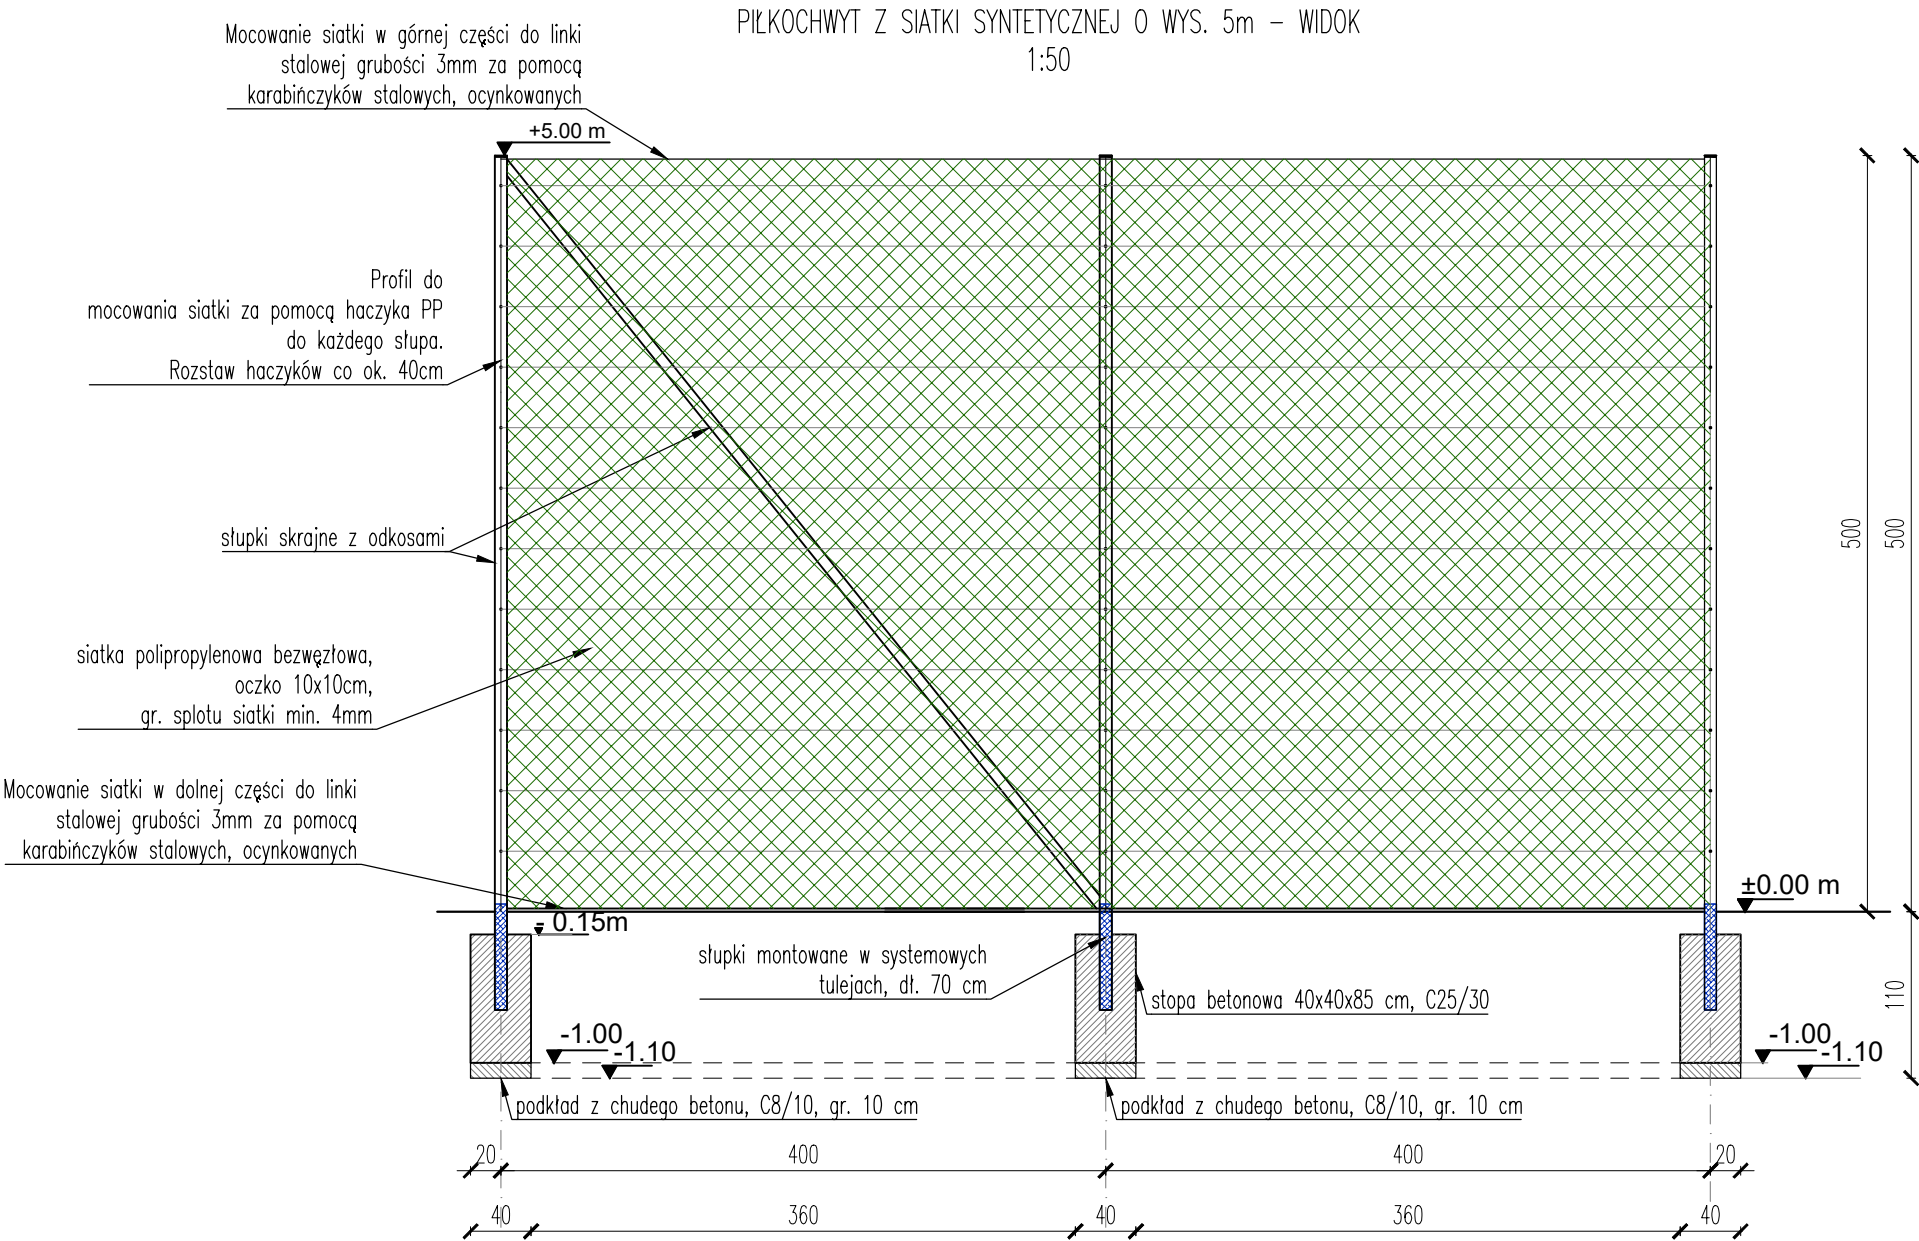 PIŁKOCHWYT Z SIATKI SYNTETYCZNEJ O WYS. 5m – WIDOK
1:50
Mocowanie siatki w górnej części do linki
stalowej grubości 3mm za pomocą
karabińczyków stalowych, ocynkowanych
+5.00 m
Profil do
mocowania siatki za pomocą haczyka PP
do każdego słupa.
Rozstaw haczyków co ok. 40cm
słupki skrajne z odkosami
siatka polipropylenowa bezwęzłowa,
oczko 10x10cm,
gr. splotu siatki min. 4mm
Mocowanie siatki w dolnej części do linki
stalowej grubości 3mm za pomocą
karabińczyków stalowych, ocynkowanych
500
500
±0.00 m
- 0.15m
słupki montowane w systemowych
tulejach, dł. 70 cm
stopa betonowa 40x40x85 cm, C25/30
110
-1.00
-1.10
-1.00
-1.10
podkład z chudego betonu, C8/10, gr. 10 cm
podkład z chudego betonu, C8/10, gr. 10 cm
20
400
400
20
40
360
40
360
40